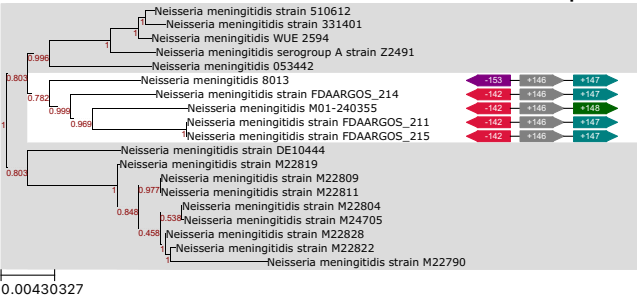 Neisseria meningitidis strain 510612
1
Neisseria meningitidis strain 331401
Neisseria meningitidis WUE 2594
1
Neisseria meningitidis serogroup A strain Z2491
0.996
Neisseria meningitidis 053442
0.803
Neisseria meningitidis 8013 -153 +146 +147
0.782
Neisseria meningitidis strain FDAARGOS_214 -142 +146 +147
0.999
Neisseria meningitidis M01-240355 -142 +146 +148
0.969
Neisseria meningitidis strain FDAARGOS_211 -142 +146 +147
1
1
Neisseria meningitidis strain FDAARGOS_215 -142 +146 +147
Neisseria meningitidis strain DE10444
Neisseria meningitidis strain M22819
0.803
Neisseria meningitidis strain M22809
1
0.977
Neisseria meningitidis strain M22811
Neisseria meningitidis strain M22804
0.848
0.538
Neisseria meningitidis strain M24705
0.458
Neisseria meningitidis strain M22828
Neisseria meningitidis strain M22822
1
1
Neisseria meningitidis strain M22790
0.00430327